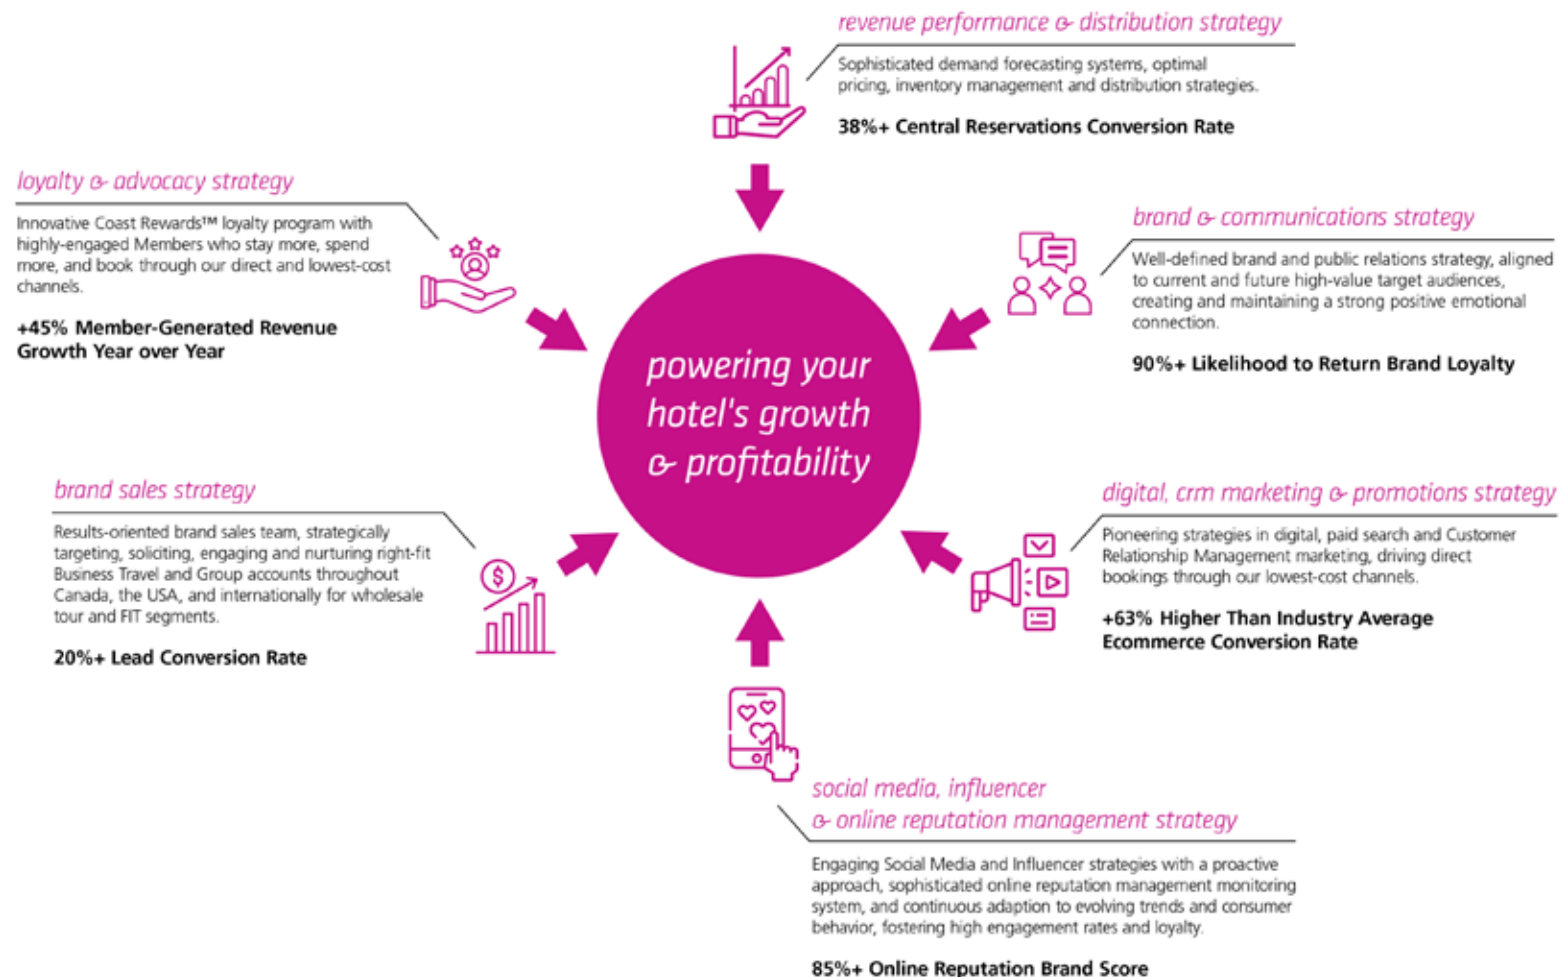 revenue performance & distribution strategy
Sophisticated demand forecasting systems, optimal
pricing, inventory management and distribution strategies.
38%+ Central Reservations Conversion Rate
loyalty & advocacy strategy
Innovative Coast Rewards™ loyalty program with
highly-engaged Members who stay more, spend
more, and book through our direct and lowest-cost
channels.
+45% Member-Generated Revenue
Growth Year over Year
brand & communications strategy
Well-defined brand and public relations strategy, aligned
to current and future high-value target audiences,
creating and maintaining a strong positive emotional
connection.
90%+ Likelihood to Return Brand Loyalty
powering your
hotel's growth
& profitability
brand sales strategy
Results-oriented brand sales team, strategically
targeting, soliciting, engaging and nurturing right-fit
Business Travel and Group accounts throughout
Canada, the USA, and internationally for wholesale
tour and FIT segments.
20%+ Lead Conversion Rate
$
digital, crm marketing & promotions strategy
Pioneering strategies in digital, paid search and Customer
Relationship Management marketing, driving direct
bookings through our lowest-cost channels.
+63% Higher Than Industry Average
Ecommerce Conversion Rate
social media, influencer
& online reputation management strategy
Engaging Social Media and Influencer strategies with a proactive
approach, sophisticated online reputation management monitoring
system, and continuous adaption to evolving trends and consumer
behavior, fostering high engagement rates and loyalty.
85%+ Online Reputation Brand Score